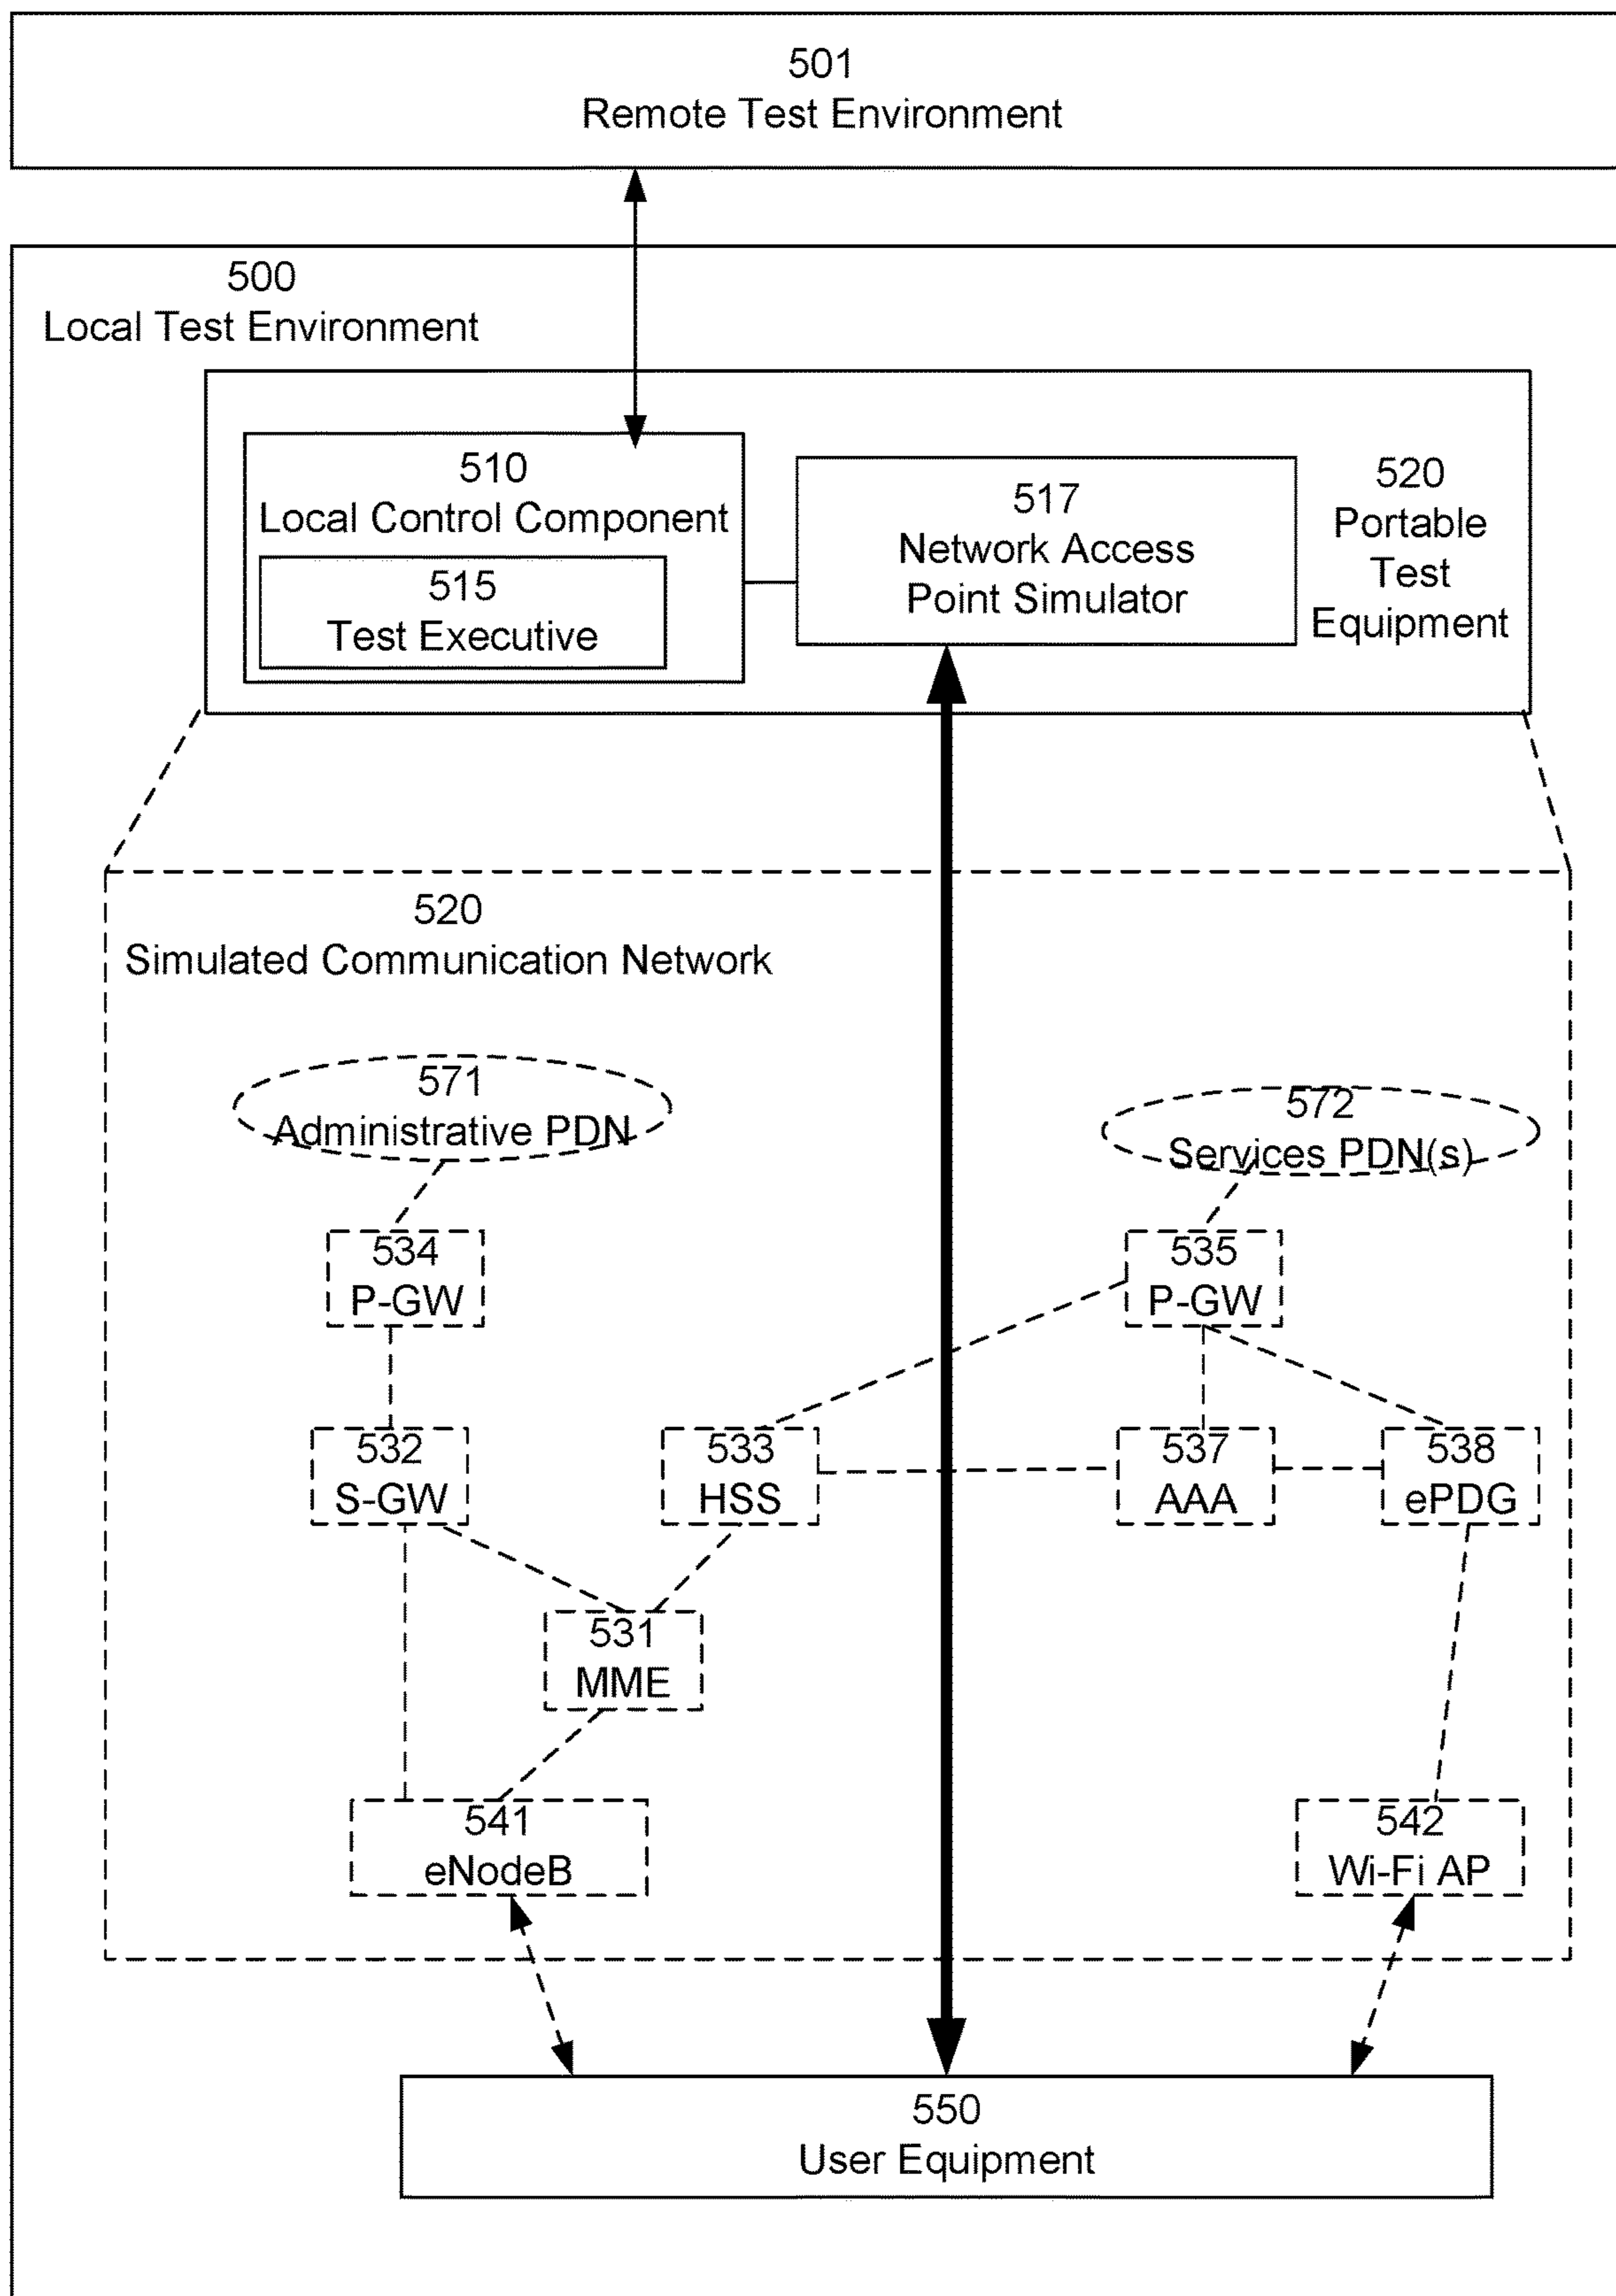 501
Remote Test Environment
500
Local Test Environment
510
Local Control Component
515
Test Executive
517
Network Access
Point Simulator
520
Portable
Test
Equipment
520
Simulated Communication Network
571
Administrative PDN
572
Services PDN(s)
534
P-GW
535
P-GW
532
S-GW
533
HSS
537
AAA
538
ePDG
531
MME
541
eNodeB
542
Wi-Fi AP
550
User Equipment